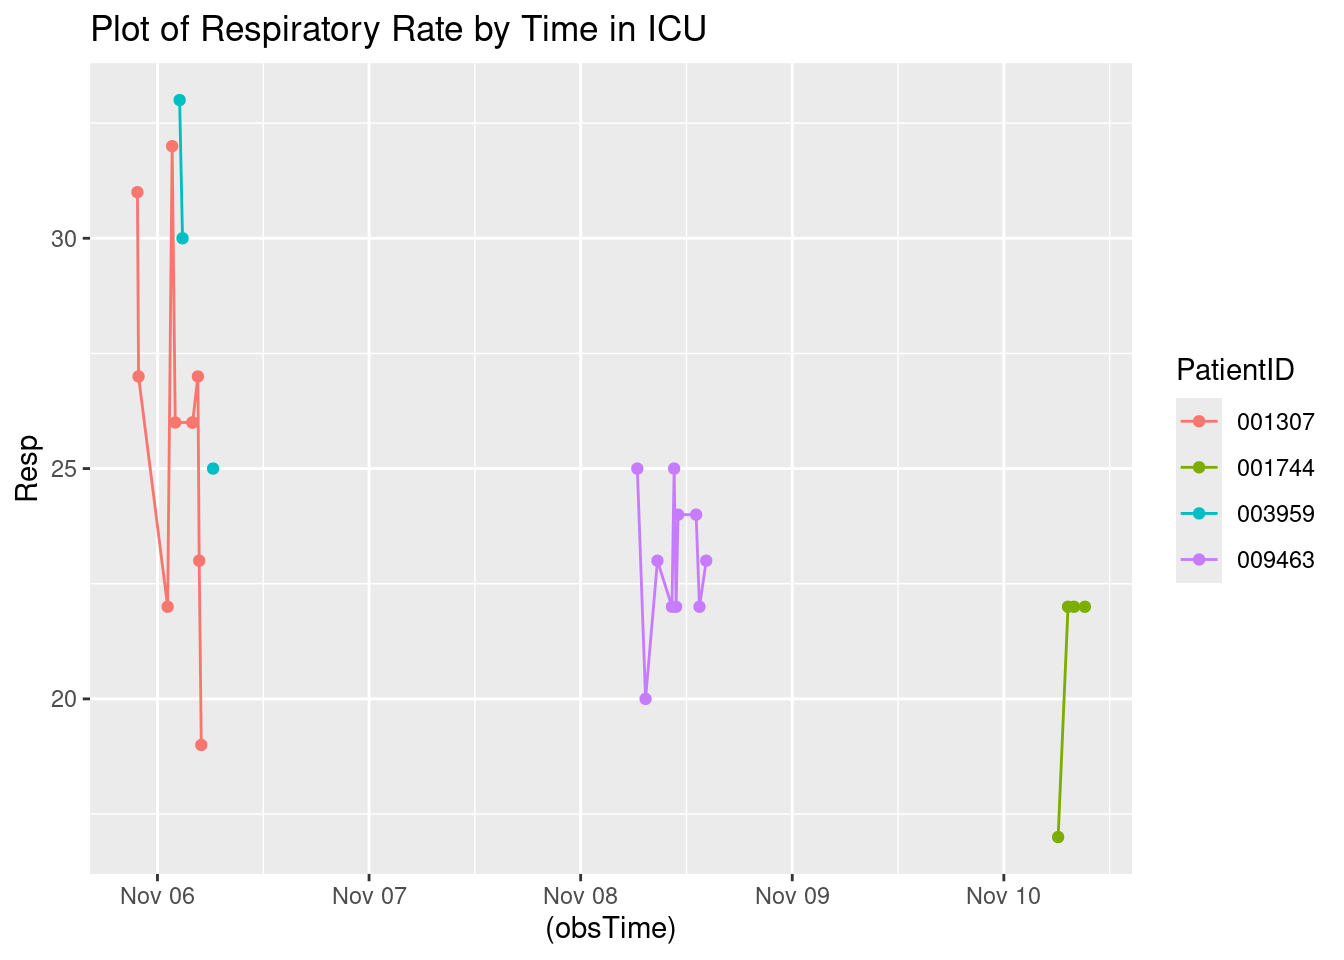 Plot of Respiratory Rate by Time in ICU
Resp
30
25
20
Nov 06
Nov 07
Nov 08
Nov 09
Nov 10
(obsTime)
PatientID
001307
001744
003959
009463